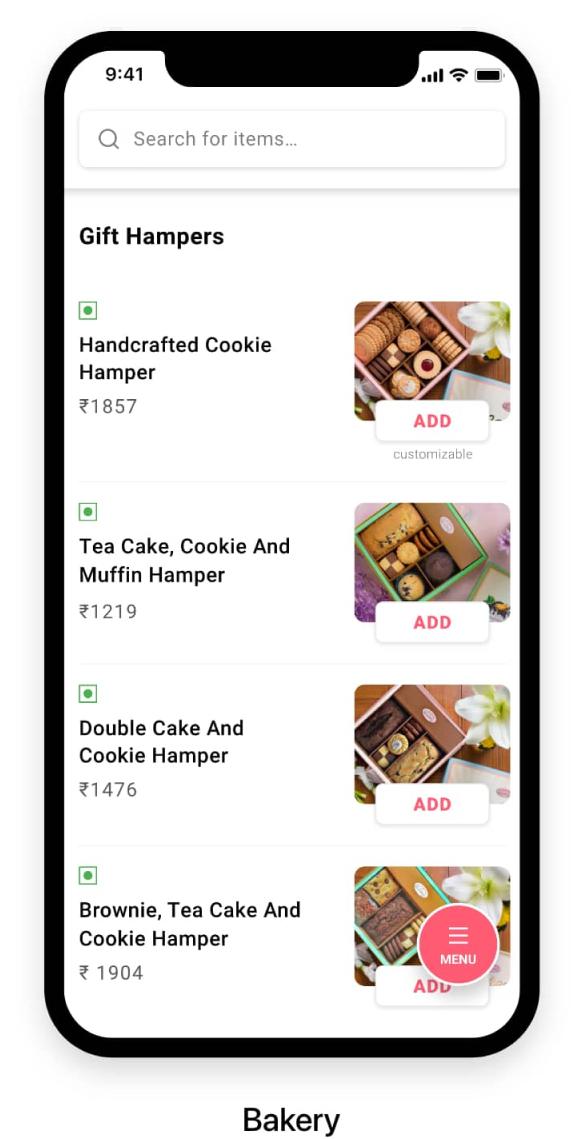 9:41
Search for items...
Gift Hampers
Handcrafted Cookie
Hamper
₹1857
ADD
customizable
Tea Cake, Cookie And
Muffin Hamper
₹1219
ADD
Double Cake And
Cookie Hamper
₹1476
ADD
Brownie, Tea Cake And
Cookie Hamper
₹ 1904
MENU
ADD
Bakery